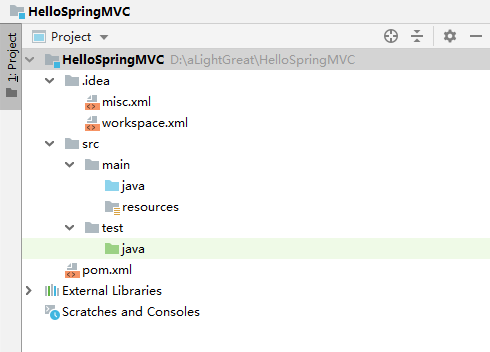 HelloSpringMVC
Project
1: Project
HelloSpringMVC D:\aLightGreat\HelloSpringMVC
.idea
misc.xml
workspace.xml
src
main
java
resources
test
java
pom.xml
External Libraries
Scratches and Consoles